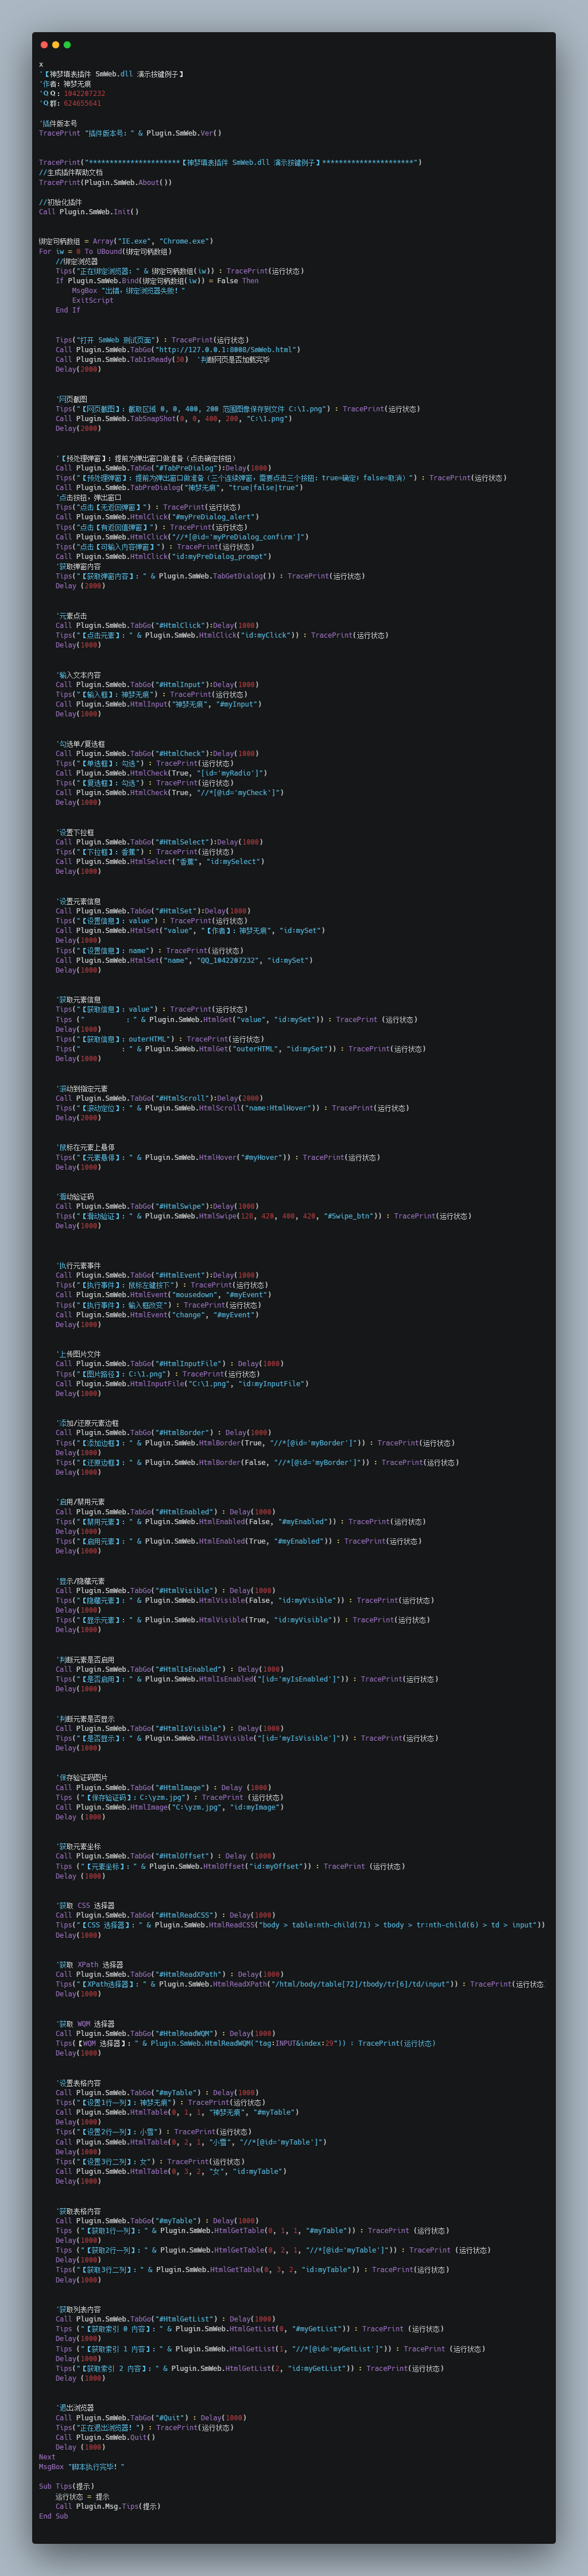 x
'【神梦填表插件 SmWeb.dll 演示按键例子】
'作者：神梦无痕
'ＱＱ：1042207232
'Ｑ群：624655641
'插件版本号
TracePrint "插件版本号：" & Plugin.SmWeb.Ver()
TracePrint("**********************【神梦填表插件 SmWeb.dll 演示按键例子】**********************")
//生成插件帮助文档
TracePrint(Plugin.SmWeb.About())
//初始化插件
Call Plugin.SmWeb.Init()
绑定句柄数组 = Array("IE.exe", "Chrome.exe")
For iw = 0 To UBound(绑定句柄数组)
//绑定浏览器
Tips("正在绑定浏览器：" & 绑定句柄数组(iw)) : TracePrint(运行状态)
If Plugin.SmWeb.Bind(绑定句柄数组(iw)) = False Then
MsgBox "出错，绑定浏览器失败！"
ExitScript
End If
Tips("打开 SmWeb 测试页面") : TracePrint(运行状态)
Call Plugin.SmWeb.TabGo("http://127.0.0.1:8008/SmWeb.html")
Call Plugin.SmWeb.TabIsReady(30)  '判断网页是否加载完毕
Delay(2000)
'网页截图
Tips("【网页截图】：截取区域 0, 0, 400, 200 范围图像保存到文件 C:\1.png") : TracePrint(运行状态)
Call Plugin.SmWeb.TabSnapShot(0, 0, 400, 200, "C:\1.png")
Delay(2000)
'【预处理弹窗】：提前为弹出窗口做准备（点击确定按钮）
Call Plugin.SmWeb.TabGo("#TabPreDialog"):Delay(1000)
Tips("【预处理弹窗】：提前为弹出窗口做准备（三个连续弹窗，需要点击三个按钮：true=确定；false=取消）") : TracePrint(运行状态)
Call Plugin.SmWeb.TabPreDialog("神梦无痕", "true|false|true")
'点击按钮，弹出窗口
Tips("点击【无返回弹窗】") : TracePrint(运行状态)
Call Plugin.SmWeb.HtmlClick("#myPreDialog_alert")
Tips("点击【有返回值弹窗】") : TracePrint(运行状态)
Call Plugin.SmWeb.HtmlClick("//*[@id='myPreDialog_confirm']")
Tips("点击【可输入内容弹窗】") : TracePrint(运行状态)
Call Plugin.SmWeb.HtmlClick("id:myPreDialog_prompt")
'获取弹窗内容
Tips("【获取弹窗内容】：" & Plugin.SmWeb.TabGetDialog()) : TracePrint(运行状态)
Delay (2000)
'元素点击
Call Plugin.SmWeb.TabGo("#HtmlClick"):Delay(1000)
Tips("【点击元素】：" & Plugin.SmWeb.HtmlClick("id:myClick")) : TracePrint(运行状态)
Delay(1000)
'输入文本内容
Call Plugin.SmWeb.TabGo("#HtmlInput"):Delay(1000)
Tips("【输入框】：神梦无痕") : TracePrint(运行状态)
Call Plugin.SmWeb.HtmlInput("神梦无痕", "#myInput")
Delay(1000)
'勾选单/复选框
Call Plugin.SmWeb.TabGo("#HtmlCheck"):Delay(1000)
Tips("【单选框】：勾选") : TracePrint(运行状态)
Call Plugin.SmWeb.HtmlCheck(True, "[id='myRadio']")
Tips("【复选框】：勾选") : TracePrint(运行状态)
Call Plugin.SmWeb.HtmlCheck(True, "//*[@id='myCheck']")
Delay(1000)
'设置下拉框
Call Plugin.SmWeb.TabGo("#HtmlSelect"):Delay(1000)
Tips("【下拉框】：香蕉") : TracePrint(运行状态)
Call Plugin.SmWeb.HtmlSelect("香蕉", "id:mySelect")
Delay(1000)
'设置元素信息
Call Plugin.SmWeb.TabGo("#HtmlSet"):Delay(1000)
Tips("【设置信息】：value") : TracePrint(运行状态)
Call Plugin.SmWeb.HtmlSet("value", "【作者】：神梦无痕", "id:mySet")
Delay(1000)
Tips("【设置信息】：name") : TracePrint(运行状态)
Call Plugin.SmWeb.HtmlSet("name", "QQ_1042207232", "id:mySet")
Delay(1000)
'获取元素信息
Tips("【获取信息】：value") : TracePrint(运行状态)
Tips ("          ：" & Plugin.SmWeb.HtmlGet("value", "id:mySet")) : TracePrint (运行状态)
Delay(1000)
Tips("【获取信息】：outerHTML") : TracePrint(运行状态)
Tips("          ：" & Plugin.SmWeb.HtmlGet("outerHTML", "id:mySet")) : TracePrint(运行状态)
Delay(1000)
'滚动到指定元素
Call Plugin.SmWeb.TabGo("#HtmlScroll"):Delay(2000)
Tips("【滚动定位】：" & Plugin.SmWeb.HtmlScroll("name:HtmlHover")) : TracePrint(运行状态)
Delay(2000)
'鼠标在元素上悬停
Tips("【元素悬停】：" & Plugin.SmWeb.HtmlHover("#myHover")) : TracePrint(运行状态)
Delay(1000)
'滑动验证码
Call Plugin.SmWeb.TabGo("#HtmlSwipe"):Delay(1000)
Tips("【滑动验证】：" & Plugin.SmWeb.HtmlSwipe(120, 420, 400, 420, "#Swipe_btn")) : TracePrint(运行状态)
Delay(1000)
'执行元素事件
Call Plugin.SmWeb.TabGo("#HtmlEvent"):Delay(1000)
Tips("【执行事件】：鼠标左键按下") : TracePrint(运行状态)
Call Plugin.SmWeb.HtmlEvent("mousedown", "#myEvent")
Tips("【执行事件】：输入框改变") : TracePrint(运行状态)
Call Plugin.SmWeb.HtmlEvent("change", "#myEvent")
Delay(1000)
'上传图片文件
Call Plugin.SmWeb.TabGo("#HtmlInputFile") : Delay(1000)
Tips("【图片路径】：C:\1.png") : TracePrint(运行状态)
Call Plugin.SmWeb.HtmlInputFile("C:\1.png", "id:myInputFile")
Delay(1000)
'添加/还原元素边框
Call Plugin.SmWeb.TabGo("#HtmlBorder") : Delay(1000)
Tips("【添加边框】：" & Plugin.SmWeb.HtmlBorder(True, "//*[@id='myBorder']")) : TracePrint(运行状态)
Delay(1000)
Tips("【还原边框】：" & Plugin.SmWeb.HtmlBorder(False, "//*[@id='myBorder']")) : TracePrint(运行状态)
Delay(1000)
'启用/禁用元素
Call Plugin.SmWeb.TabGo("#HtmlEnabled") : Delay(1000)
Tips("【禁用元素】：" & Plugin.SmWeb.HtmlEnabled(False, "#myEnabled")) : TracePrint(运行状态)
Delay(1000)
Tips("【启用元素】：" & Plugin.SmWeb.HtmlEnabled(True, "#myEnabled")) : TracePrint(运行状态)
Delay(1000)
'显示/隐藏元素
Call Plugin.SmWeb.TabGo("#HtmlVisible") : Delay(1000)
Tips("【隐藏元素】：" & Plugin.SmWeb.HtmlVisible(False, "id:myVisible")) : TracePrint(运行状态)
Delay(1000)
Tips("【显示元素】：" & Plugin.SmWeb.HtmlVisible(True, "id:myVisible")) : TracePrint(运行状态)
Delay(1000)
'判断元素是否启用
Call Plugin.SmWeb.TabGo("#HtmlIsEnabled") : Delay(1000)
Tips("【是否启用】：" & Plugin.SmWeb.HtmlIsEnabled("[id='myIsEnabled']")) : TracePrint(运行状态)
Delay(1000)
'判断元素是否显示
Call Plugin.SmWeb.TabGo("#HtmlIsVisible") : Delay(1000)
Tips("【是否显示】：" & Plugin.SmWeb.HtmlIsVisible("[id='myIsVisible']")) : TracePrint(运行状态)
Delay(1000)
'保存验证码图片
Call Plugin.SmWeb.TabGo("#HtmlImage") : Delay (1000)
Tips ("【保存验证码】：C:\yzm.jpg") : TracePrint (运行状态)
Call Plugin.SmWeb.HtmlImage("C:\yzm.jpg", "id:myImage")
Delay (1000)
'获取元素坐标
Call Plugin.SmWeb.TabGo("#HtmlOffset") : Delay (1000)
Tips ("【元素坐标】：" & Plugin.SmWeb.HtmlOffset("id:myOffset")) : TracePrint (运行状态)
Delay (1000)
'获取 CSS 选择器
Call Plugin.SmWeb.TabGo("#HtmlReadCSS") : Delay(1000)
Tips("【CSS 选择器】：" & Plugin.SmWeb.HtmlReadCSS("body > table:nth-child(71) > tbody > tr:nth-child(6) > td > input"))
Delay(1000)
'获取 XPath 选择器
Call Plugin.SmWeb.TabGo("#HtmlReadXPath") : Delay(1000)
Tips("【XPath选择器】：" & Plugin.SmWeb.HtmlReadXPath("/html/body/table[72]/tbody/tr[6]/td/input")) : TracePrint(运行状态
Delay(1000)
'获取 WQM 选择器
Call Plugin.SmWeb.TabGo("#HtmlReadWQM") : Delay(1000)
Tips(【WQM 选择器】：" & Plugin.SmWeb.HtmlReadWQM("tag:INPUT&index:29")) : TracePrint(运行状态)
Delay(1000)
'设置表格内容
Call Plugin.SmWeb.TabGo("#myTable") : Delay(1000)
Tips("【设置1行一列】：神梦无痕") : TracePrint(运行状态)
Call Plugin.SmWeb.HtmlTable(0, 1, 1, "神梦无痕", "#myTable")
Delay(1000)
Tips("【设置2行一列】：小雪") : TracePrint(运行状态)
Call Plugin.SmWeb.HtmlTable(0, 2, 1, "小雪", "//*[@id='myTable']")
Delay(1000)
Tips("【设置3行二列】：女") : TracePrint(运行状态)
Call Plugin.SmWeb.HtmlTable(0, 3, 2, "女", "id:myTable")
Delay(1000)
'获取表格内容
Call Plugin.SmWeb.TabGo("#myTable") : Delay(1000)
Tips ("【获取1行一列】：" & Plugin.SmWeb.HtmlGetTable(0, 1, 1, "#myTable")) : TracePrint (运行状态)
Delay(1000)
Tips ("【获取2行一列】：" & Plugin.SmWeb.HtmlGetTable(0, 2, 1, "//*[@id='myTable']")) : TracePrint (运行状态)
Delay(1000)
Tips("【获取3行二列】：" & Plugin.SmWeb.HtmlGetTable(0, 3, 2, "id:myTable")) : TracePrint(运行状态)
Delay(1000)
'获取列表内容
Call Plugin.SmWeb.TabGo("#HtmlGetList") : Delay(1000)
Tips ("【获取索引 0 内容】：" & Plugin.SmWeb.HtmlGetList(0, "#myGetList")) : TracePrint (运行状态)
Delay(1000)
Tips ("【获取索引 1 内容】：" & Plugin.SmWeb.HtmlGetList(1, "//*[@id='myGetList']")) : TracePrint (运行状态)
Delay(1000)
Tips("【获取索引 2 内容】：" & Plugin.SmWeb.HtmlGetList(2, "id:myGetList")) : TracePrint(运行状态)
Delay (1000)
'退出浏览器
Call Plugin.SmWeb.TabGo("#Quit") : Delay(1000)
Tips("正在退出浏览器！") : TracePrint(运行状态)
Call Plugin.SmWeb.Quit()
Delay (1000)
Next
MsgBox "脚本执行完毕！"
Sub Tips(提示)
运行状态 = 提示
Call Plugin.Msg.Tips(提示)
End Sub